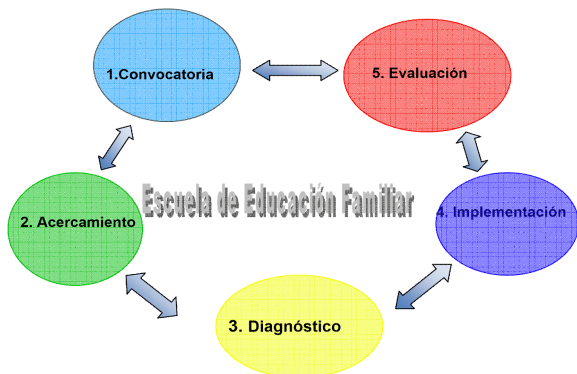 1.Convocatoria
5. Evaluación
2. Acercamiento
Escuela de Educación Familiar
4. Implementación
3. Diagnóstico